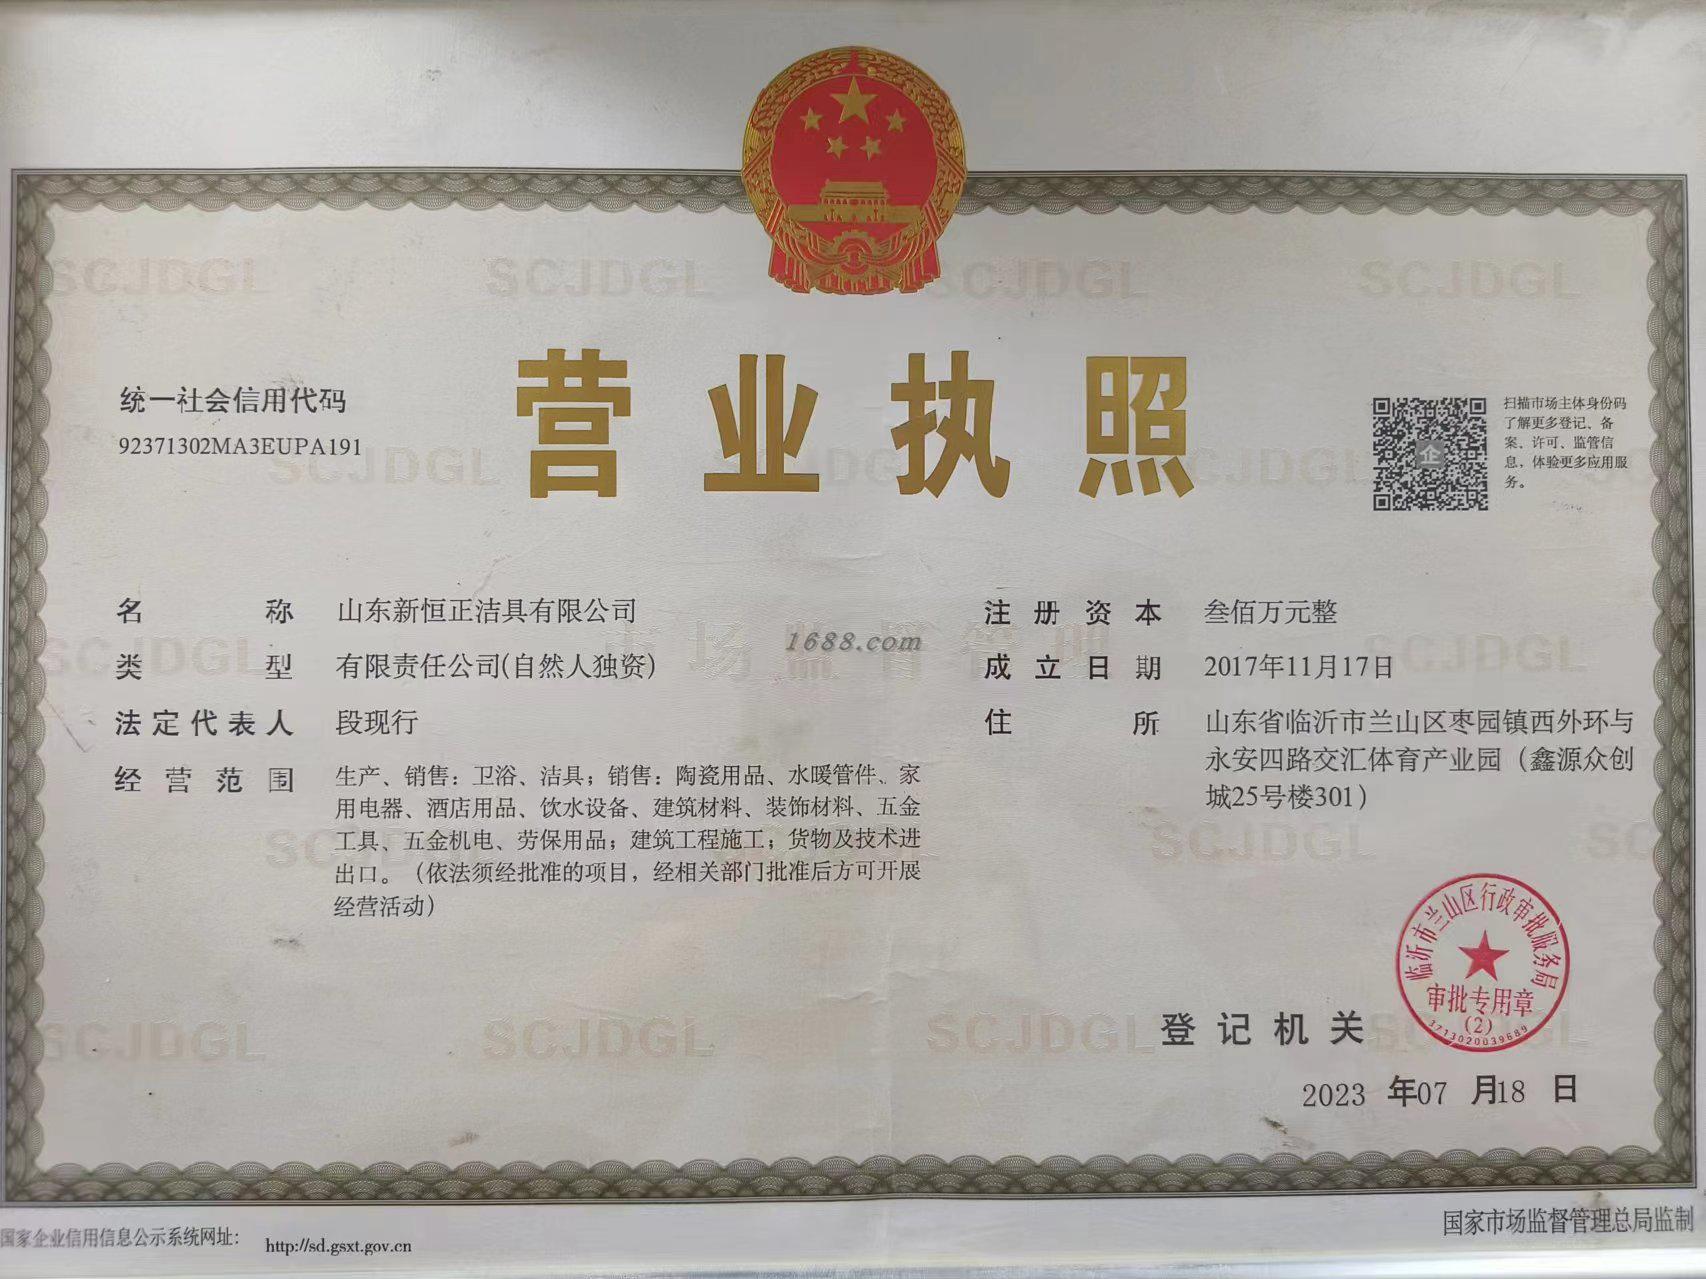 SCJDGL SCJDGL SCJDGL SCJDGL
营业执照
统一社会信用代码
92371302MA3EUPA191
扫描市场主体身份码
了解更多登记、备
案、许可、监管信
息，体验更多应用服
务。
名称 山东新恒正洁具有限公司
类型 有限责任公司(自然人独资)
法定代表人 段现行
经营范围 生产、销售：卫浴、洁具；销售：陶瓷用品、水暖管件、家
用电器、酒店用品、饮水设备、建筑材料、装饰材料、五金
工具、五金机电、劳保用品；建筑工程施工；货物及技术进
出口。（依法须经批准的项目，经相关部门批准后方可开展
经营活动）
1688.com
市场监督管理
注册资本 叁佰万元整
成立日期 2017年11月17日
住所 山东省临沂市兰山区枣园镇西外环与
永安四路交汇体育产业园（鑫源众创
城25号楼301）
SCJDGL SCJDGL SCJDGL
登记机关
临沂市兰山区行政审批服务局
审批专用章
(2)
3713020039689
2023 年07 月18 日
国家企业信用信息公示系统网址：
http://sd.gsxt.gov.cn
国家市场监督管理总局监制